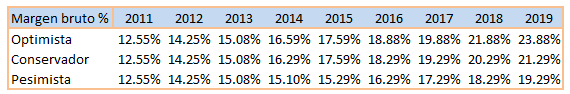 Margen bruto % 2011 2012 2013 2014 2015 2016 2017 2018 2019
Optimista 12.55% 14.25% 15.08% 16.59% 17.59% 18.88% 19.88% 21.88% 23.88%
Conservador 12.55% 14.25% 15.08% 16.29% 17.59% 18.29% 19.29% 20.29% 21.29%
Pesimista 12.55% 14.25% 15.08% 15.10% 15.29% 16.29% 17.29% 18.29% 19.29%